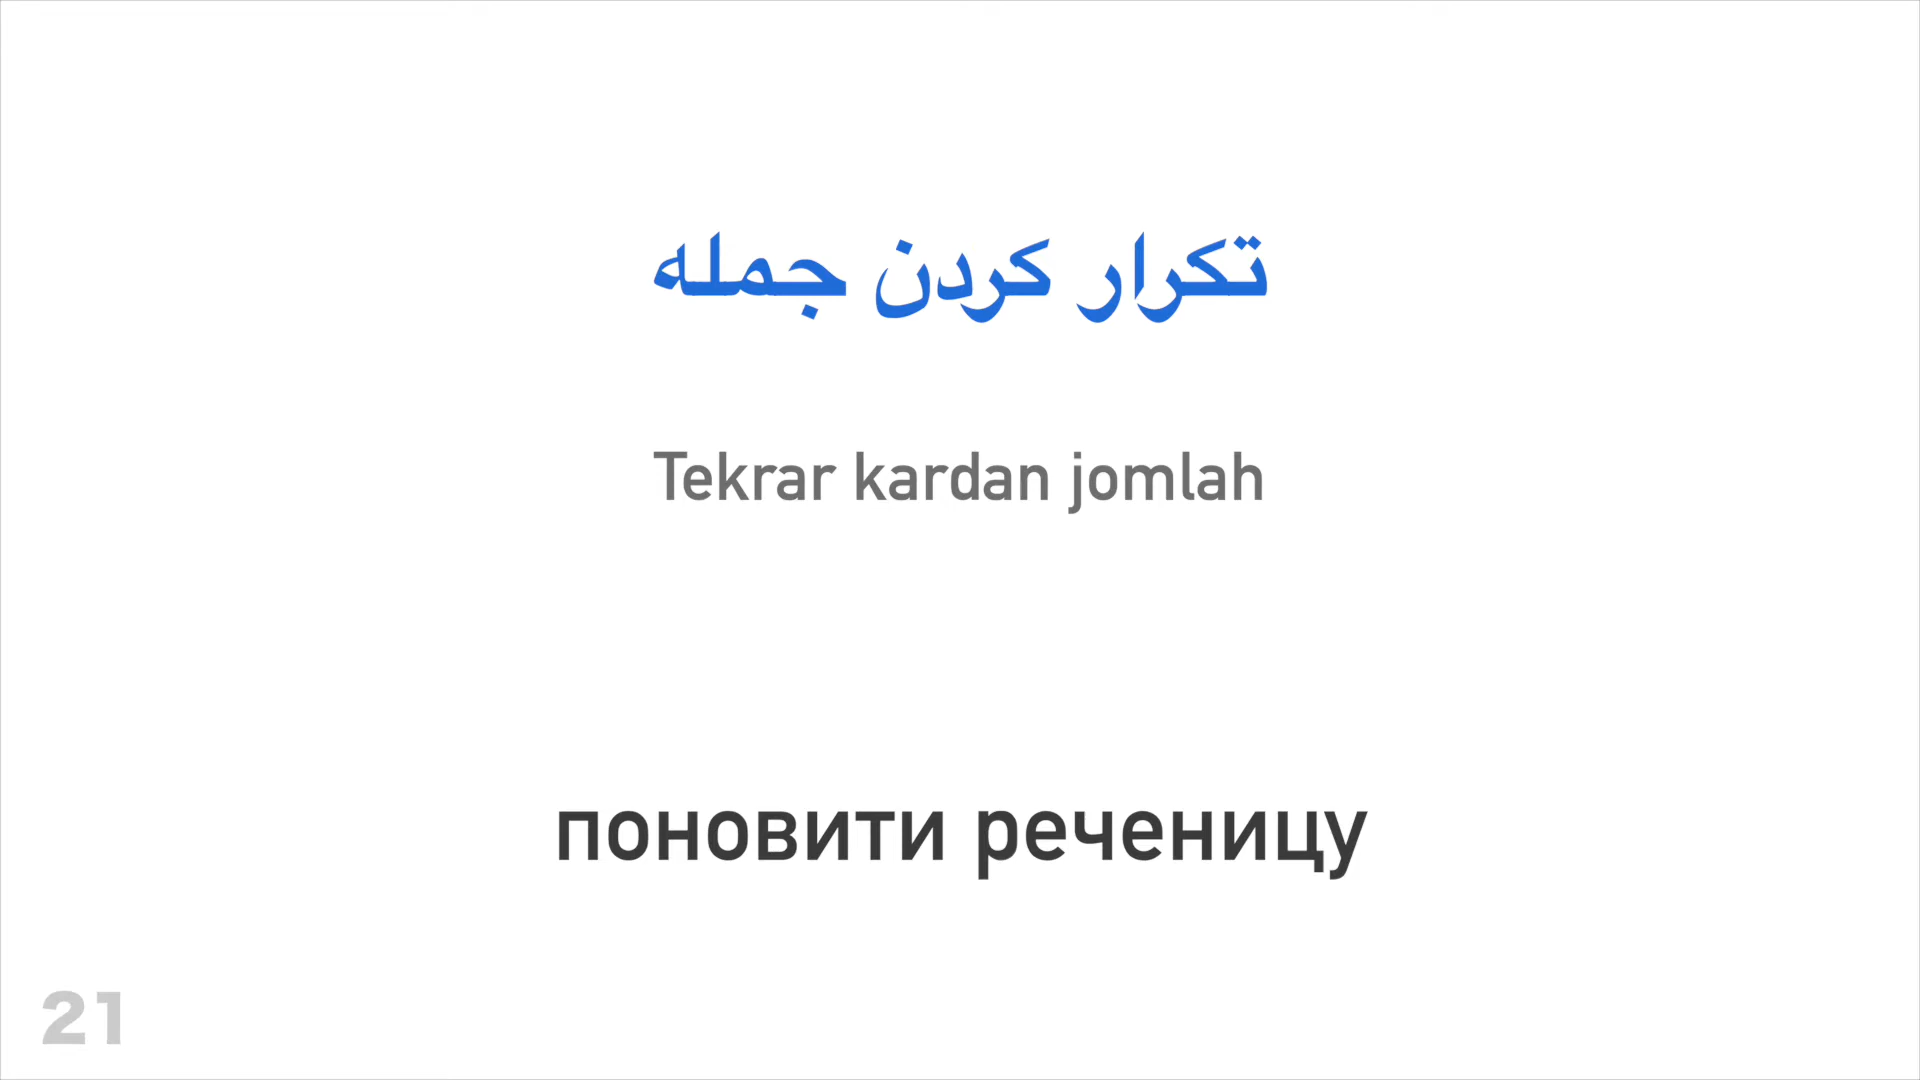 تکرار کردن جمله
Tekrar kardan jomlah
поновити реченицу
21